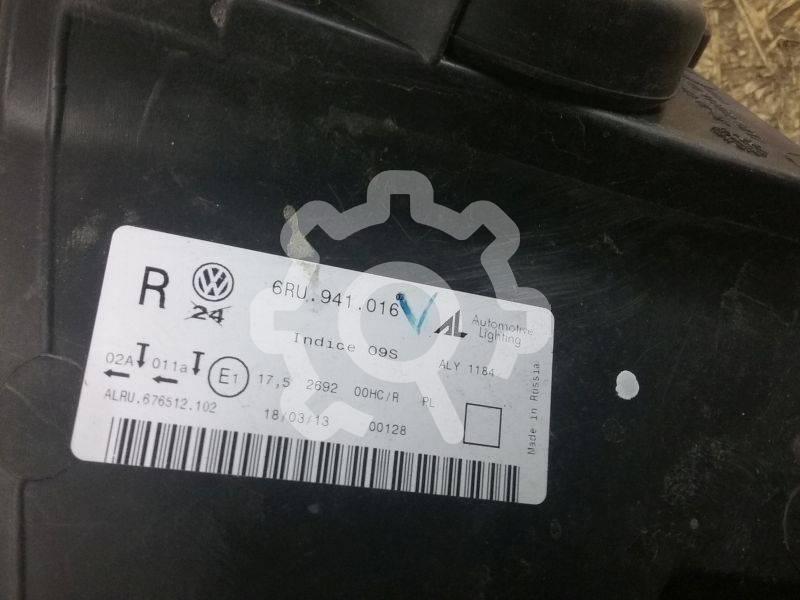 R
24
6RU.941.016
AL Automotive
Lighting
Indice 09S
ALY 1184
02A 011a E1 17,5 2692 00HC/R PL
ALRU.676512.102
18/03/13 00128
Made in Russia